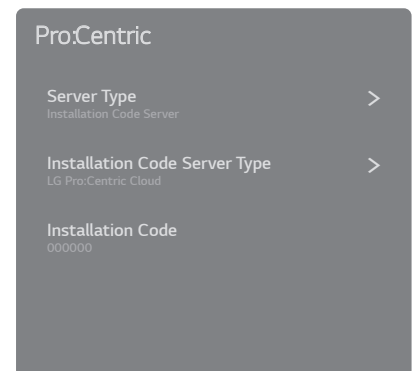 Pro:Centric
Server Type
Installation Code Server
Installation Code Server Type
LG Pro:Centric Cloud
Installation Code
000000